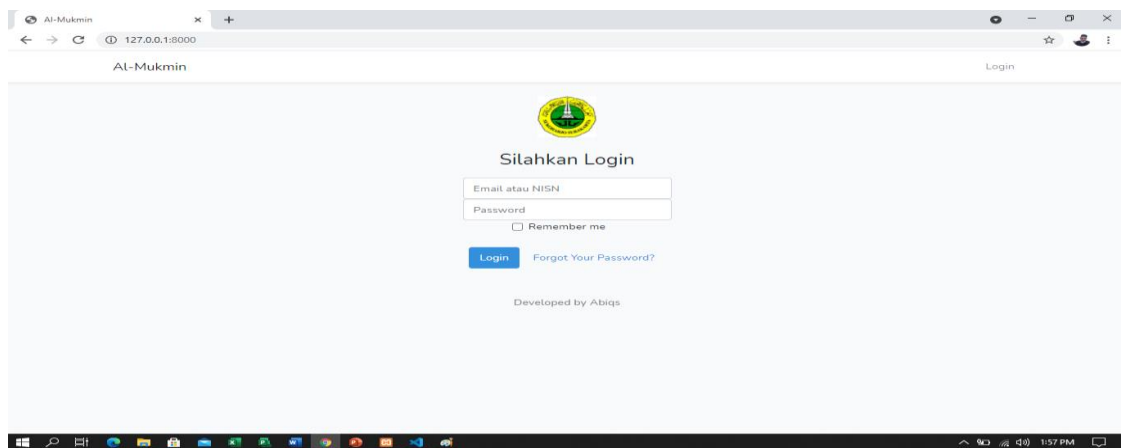 Al-Mukmin
127.0.0.1:8000
Al-Mukmin
Login
Silahkan Login
Email atau NISN
Password
Remember me
Login Forgot Your Password?
Developed by Abiqs
1:57 PM